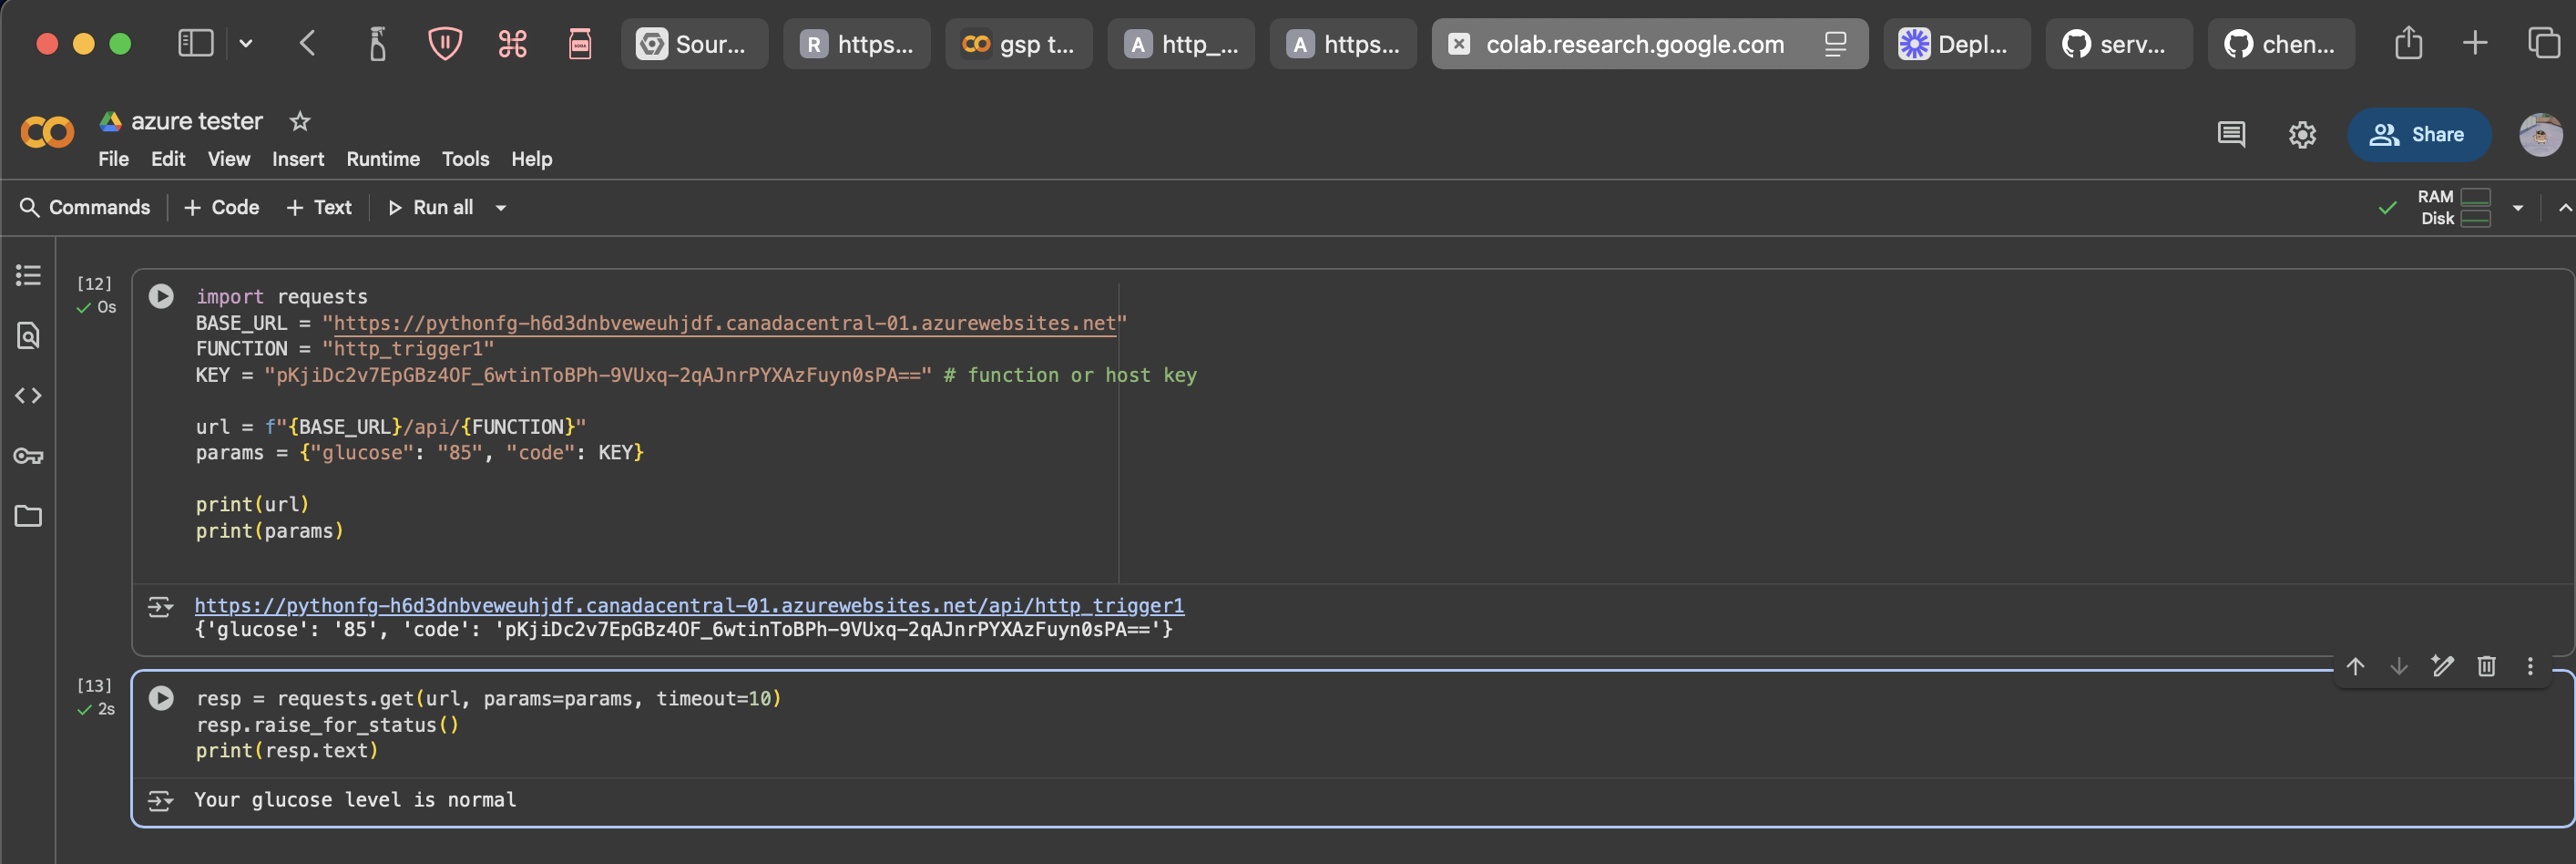 Sour...
R https...
gsp t...
A http_...
A https...
colab.research.google.com
Depl...
serv...
chen...
azure tester
Share
File Edit View Insert Runtime Tools Help
Commands + Code + Text Run all
RAM
Disk
[12]
0s
import requests
BASE_URL = "https://pythonfg-h6d3dnbveweuhjdf.canadacentral-01.azurewebsites.net"
FUNCTION = "http_trigger1"
KEY = "pKjiDc2v7EpGBz4OF_6wtinToBPh-9VUxq-2qAJnrPYXAzFuyn0sPA==" # function or host key
url = f"{BASE_URL}/api/{FUNCTION}"
params = {"glucose": "85", "code": KEY}
print(url)
print(params)
https://pythonfg-h6d3dnbveweuhjdf.canadacentral-01.azurewebsites.net/api/http_trigger1
{'glucose': '85', 'code': 'pKjiDc2v7EpGBz4OF_6wtinToBPh-9VUxq-2qAJnrPYXAzFuyn0sPA=='}
[13]
2s
resp = requests.get(url, params=params, timeout=10)
resp.raise_for_status()
print(resp.text)
Your glucose level is normal